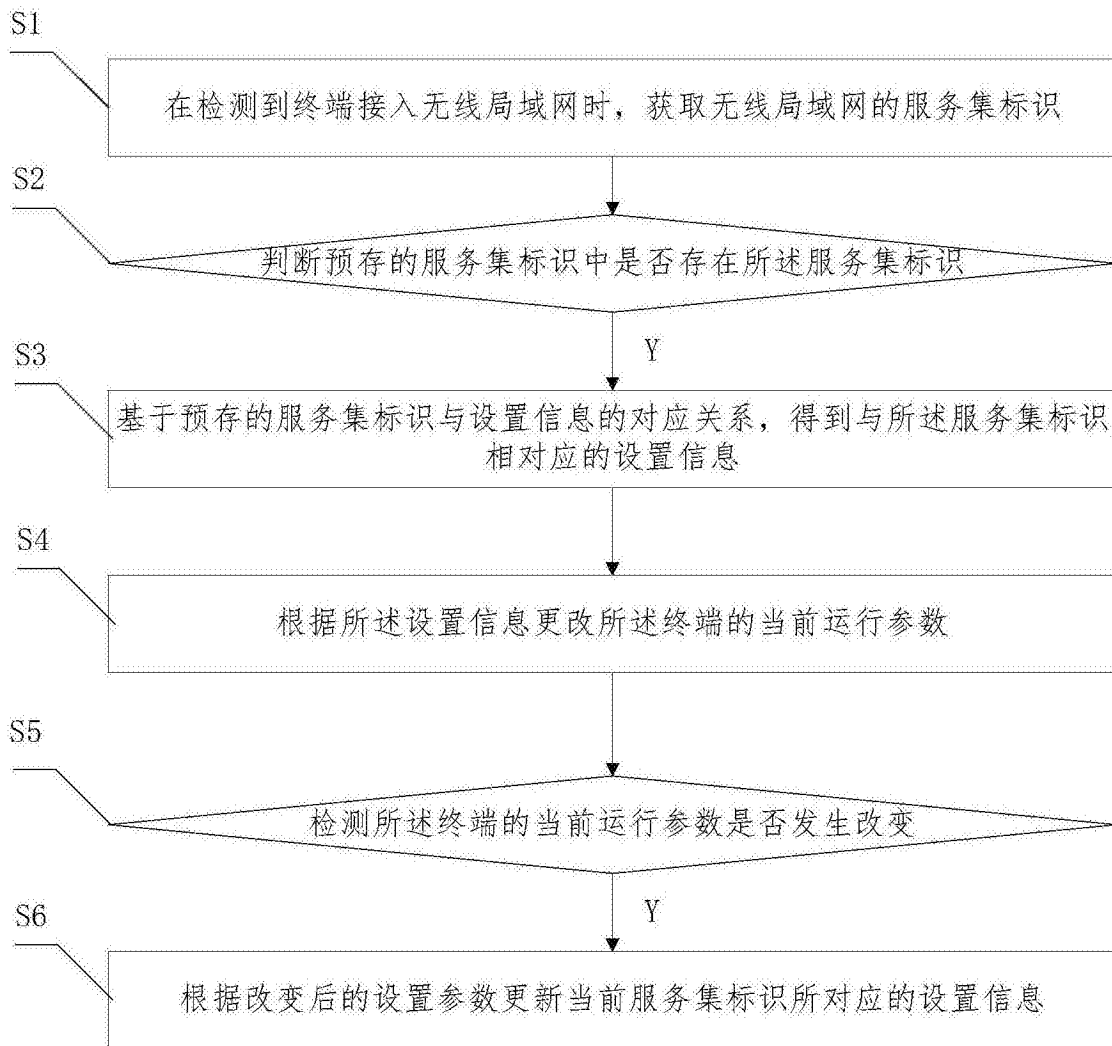 S1
在检测到终端接入无线局域网时，获取无线局域网的服务集标识
S2
判断预存的服务集标识中是否存在所述服务集标识
Y
S3
基于预存的服务集标识与设置信息的对应关系，得到与所述服务集标识
相对应的设置信息
S4
根据所述设置信息更改所述终端的当前运行参数
S5
检测所述终端的当前运行参数是否发生改变
Y
S6
根据改变后的设置参数更新当前服务集标识所对应的设置信息